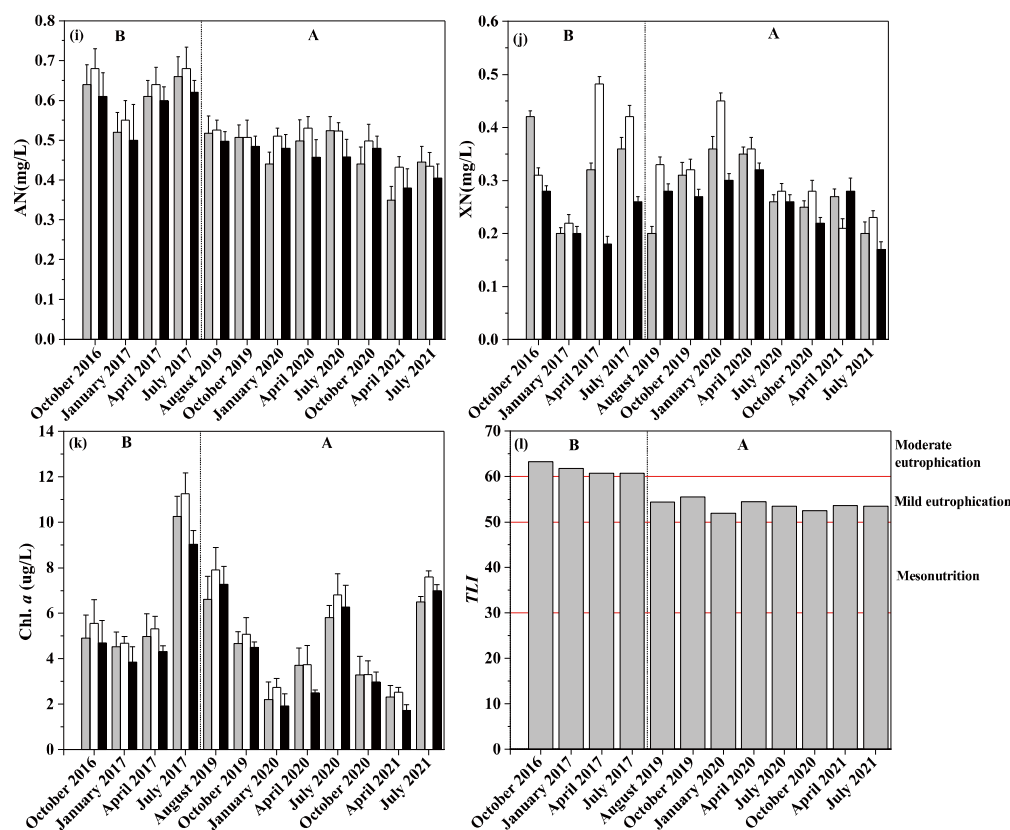 (i)
B
A
AN(mg/L)
0.8
0.7
0.6
0.5
0.4
0.3
0.2
0.1
0.0
October 2016
January 2017
April 2017
July 2017
August 2019
October 2019
January 2020
April 2020
July 2020
October 2020
April 2021
July 2021
(j)
B
A
XN(mg/L)
0.6
0.5
0.4
0.3
0.2
0.1
0.0
October 2016
January 2017
April 2017
July 2017
August 2019
October 2019
January 2020
April 2020
July 2020
October 2020
April 2021
July 2021
(k)
B
A
Chl. a (ug/L)
14
12
10
8
6
4
2
0
October 2016
January 2017
April 2017
July 2017
August 2019
October 2019
January 2020
April 2020
July 2020
October 2020
April 2021
July 2021
(l)
B
A
TLI
70
60
50
40
30
20
10
0
October 2016
January 2017
April 2017
July 2017
August 2019
October 2019
January 2020
April 2020
July 2020
October 2020
April 2021
July 2021
Moderate
eutrophication
Mild eutrophication
Mesonutrition